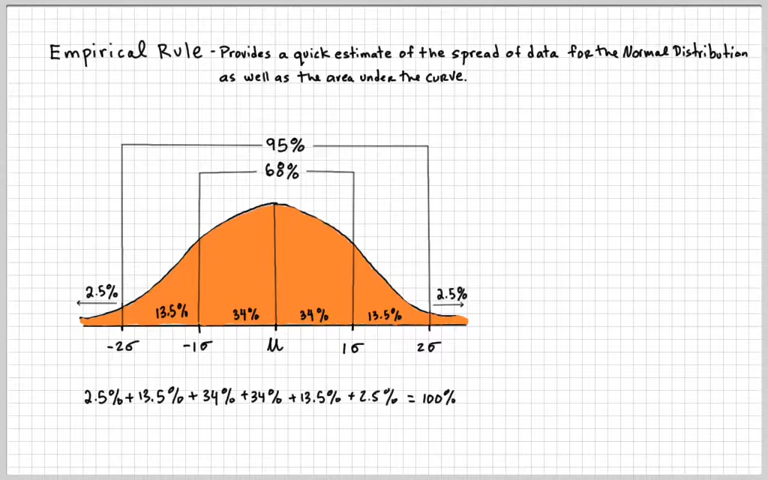 Empirical Rule - Provides a quick estimate of the spread of data for the Normal Distribution
as well as the area under the curve.
95%
68%
2.5%
2.5%
13.5% 34% 34% 13.5%
-2σ -1σ μ 1σ 2σ
2.5% + 13.5% + 34% + 34% + 13.5% + 2.5% = 100%